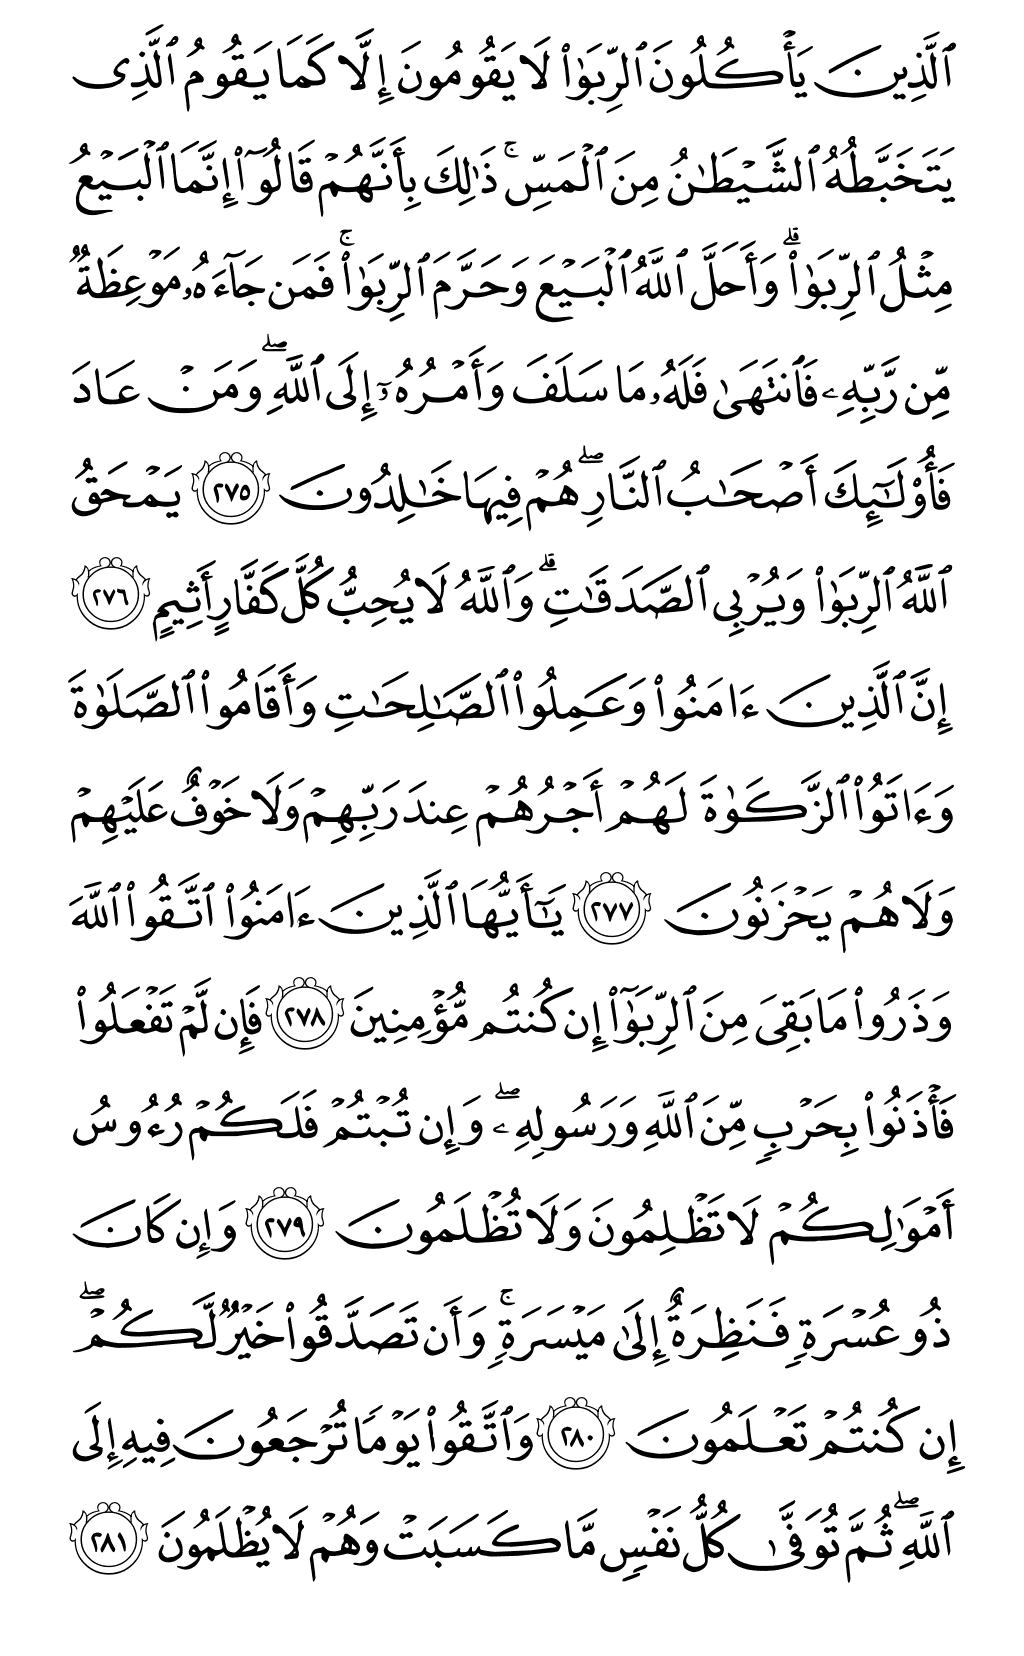 ٱلَّذِينَ يَأۡكُلُونَ ٱلرِّبَوٰاْ لَا يَقُومُونَ إِلَّا كَمَا يَقُومُ ٱلَّذِى
يَتَخَبَّطُهُ ٱلشَّيۡطَٰنُ مِنَ ٱلۡمَسِّۚ ذَٰلِكَ بِأَنَّهُمۡ قَالُوٓاْ إِنَّمَا ٱلۡبَيۡعُ
مِثۡلُ ٱلرِّبَوٰاْۗ وَأَحَلَّ ٱللَّهُ ٱلۡبَيۡعَ وَحَرَّمَ ٱلرِّبَوٰاْۚ فَمَن جَآءَهُۥ مَوۡعِظَةٌ
مِّن رَّبِّهِۦ فَٱنتَهَىٰ فَلَهُۥ مَا سَلَفَ وَأَمۡرُهُۥٓ إِلَى ٱللَّهِۖ وَمَنۡ عَادَ
فَأُوْلَٰٓئِكَ أَصۡحَٰبُ ٱلنَّارِۖ هُمۡ فِيهَا خَٰلِدُونَ ٢٧٥ يَمۡحَقُ
ٱللَّهُ ٱلرِّبَوٰاْ وَيُرۡبِى ٱلصَّدَقَٰتِۗ وَٱللَّهُ لَا يُحِبُّ كُلَّ كَفَّارٍ أَثِيمٍ ٢٧٦
إِنَّ ٱلَّذِينَ ءَامَنُواْ وَعَمِلُواْ ٱلصَّٰلِحَٰتِ وَأَقَامُواْ ٱلصَّلَوٰةَ
وَءَاتَوُاْ ٱلزَّكَوٰةَ لَهُمۡ أَجۡرُهُمۡ عِندَ رَبِّهِمۡ وَلَا خَوۡفٌ عَلَيۡهِمۡ
وَلَا هُمۡ يَحۡزَنُونَ ٢٧٧ يَٰٓأَيُّهَا ٱلَّذِينَ ءَامَنُواْ ٱتَّقُواْ ٱللَّهَ
وَذَرُواْ مَا بَقِىَ مِنَ ٱلرِّبَوٰٓاْ إِن كُنتُم مُّؤۡمِنِينَ ٢٧٨ فَإِن لَّمۡ تَفۡعَلُواْ
فَأۡذَنُواْ بِحَرۡبٍ مِّنَ ٱللَّهِ وَرَسُولِهِۦۖ وَإِن تُبۡتُمۡ فَلَكُمۡ رُءُوسُ
أَمۡوَٰلِكُمۡ لَا تَظۡلِمُونَ وَلَا تُظۡلَمُونَ ٢٧٩ وَإِن كَانَ
ذُو عُسۡرَةٍ فَنَظِرَةٌ إِلَىٰ مَيۡسَرَةٍۚ وَأَن تَصَدَّقُواْ خَيۡرٌ لَّكُمۡۖ
إِن كُنتُمۡ تَعۡلَمُونَ ٢٨٠ وَٱتَّقُواْ يَوۡمًا تُرۡجَعُونَ فِيهِ إِلَى
ٱللَّهِۖ ثُمَّ تُوَفَّىٰ كُلُّ نَفۡسٍ مَّا كَسَبَتۡ وَهُمۡ لَا يُظۡلَمُونَ ٢٨١